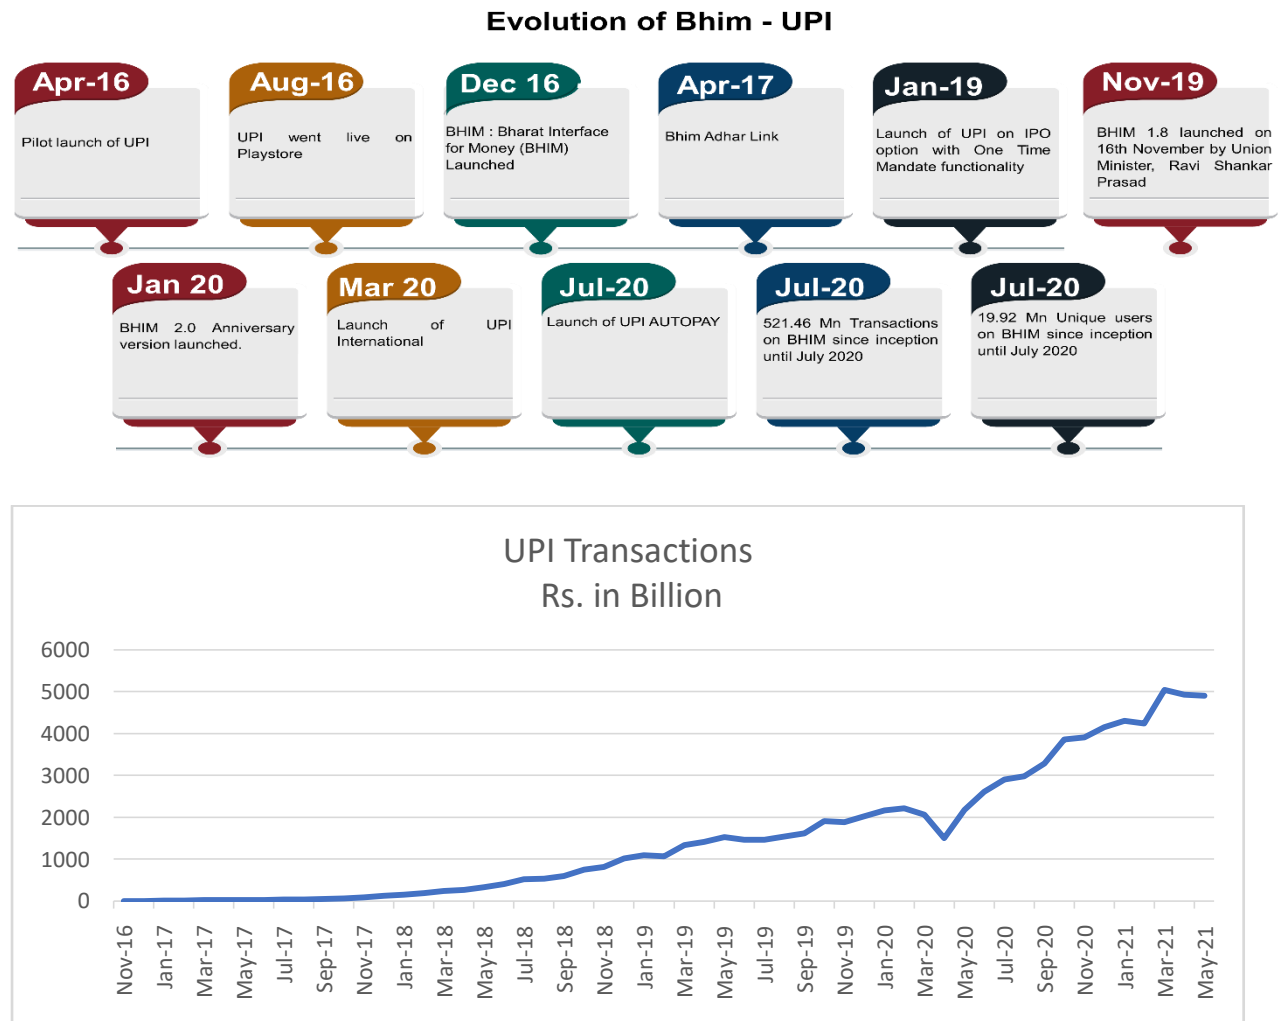 Evolution of Bhim - UPI
Apr-16
Pilot launch of UPI
Aug-16
UPI went live on
Playstore
Dec 16
BHIM : Bharat Interface
for Money (BHIM)
Launched
Apr-17
Bhim Adhar Link
Jan-19
Launch of UPI on IPO
option with One Time
Mandate functionality
Nov-19
BHIM 1.8 launched on
16th November by Union
Minister, Ravi Shankar
Prasad
Jan 20
BHIM 2.0 Anniversary
version launched.
Mar 20
Launch of UPI
International
Jul-20
Launch of UPI AUTOPAY
Jul-20
521.46 Mn Transactions
on BHIM since inception
until July 2020
Jul-20
19.92 Mn Unique users
on BHIM since inception
until July 2020
UPI Transactions
Rs. in Billion
6000
5000
4000
3000
2000
1000
0
Nov-16
Jan-17
Mar-17
May-17
Jul-17
Sep-17
Nov-17
Jan-18
Mar-18
May-18
Jul-18
Sep-18
Nov-18
Jan-19
Mar-19
May-19
Jul-19
Sep-19
Nov-19
Jan-20
Mar-20
May-20
Jul-20
Sep-20
Nov-20
Jan-21
Mar-21
May-21